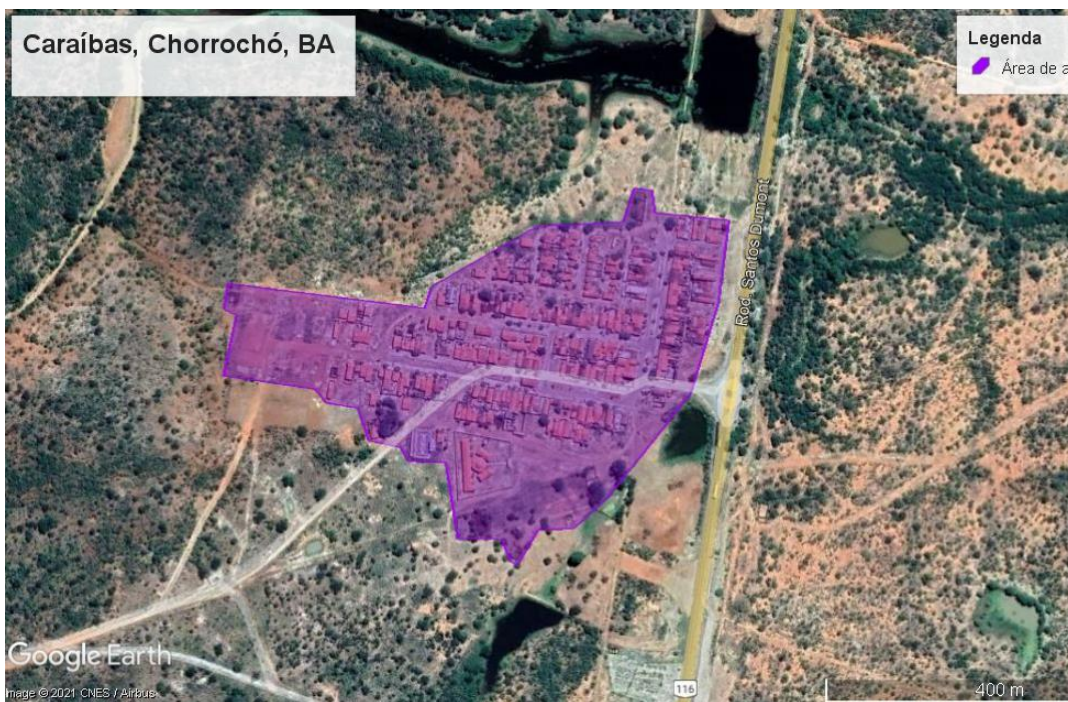 Caraíbas, Chorrochó, BA
Legenda
Área de a
Rod. Santos Dumont
Google Earth
Image © 2021 CNES / Airbus
116
400 m